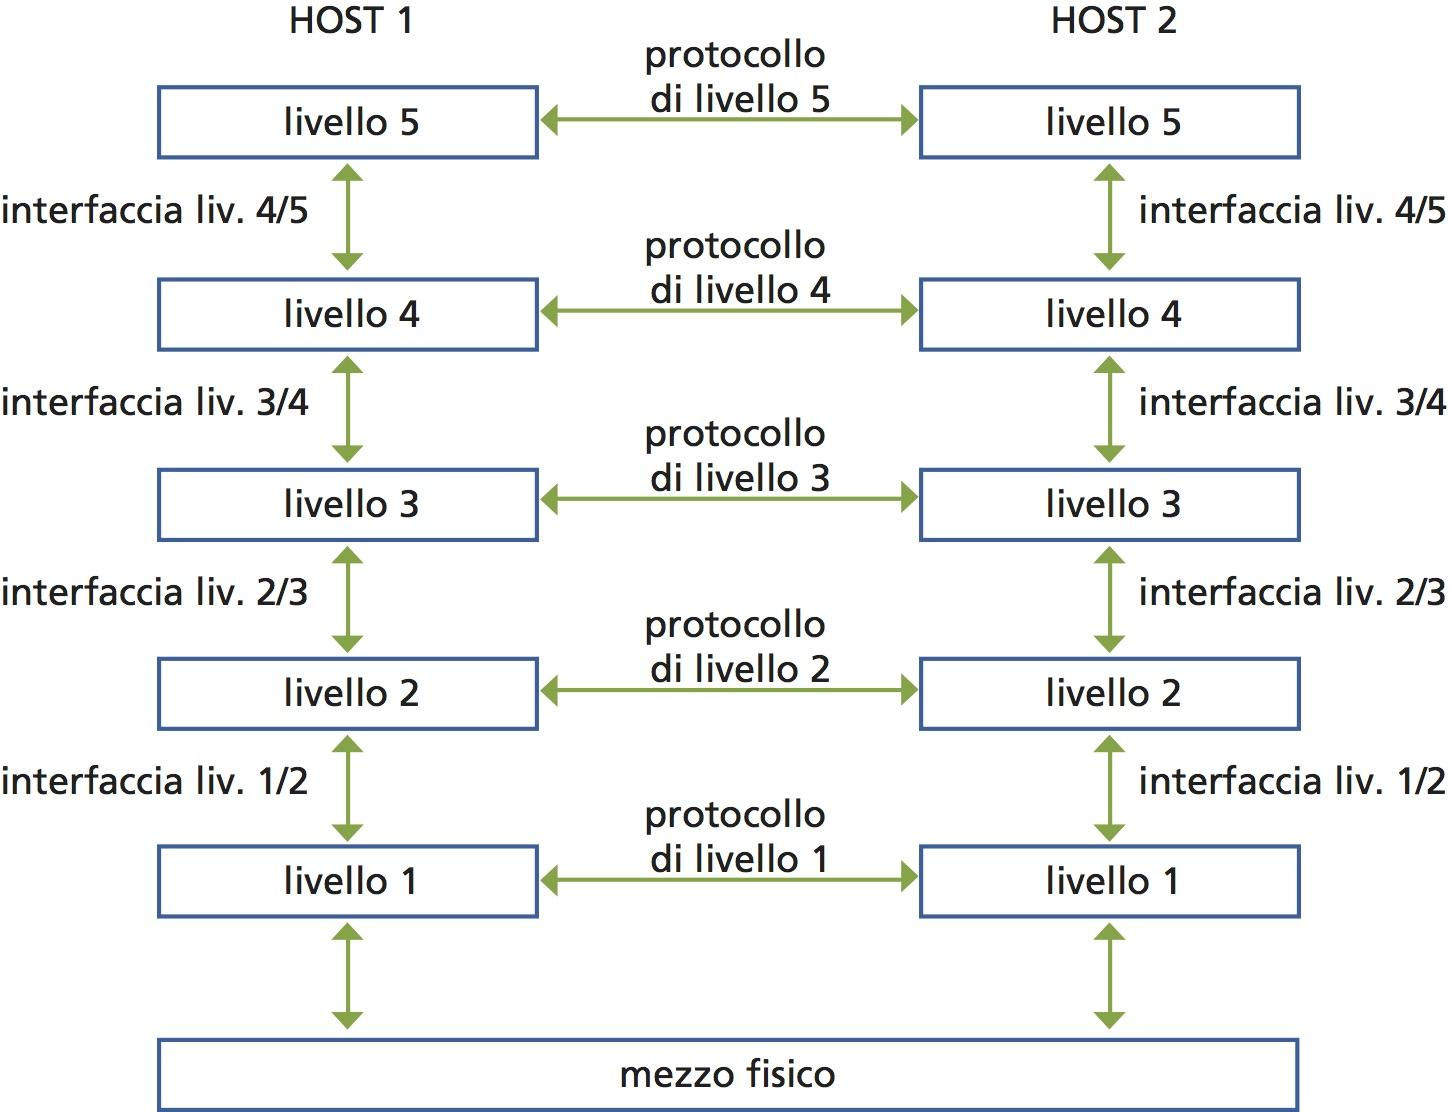 HOST 1
HOST 2
protocollo
di livello 5
livello 5
livello 5
interfaccia liv. 4/5
interfaccia liv. 4/5
protocollo
di livello 4
livello 4
livello 4
interfaccia liv. 3/4
interfaccia liv. 3/4
protocollo
di livello 3
livello 3
livello 3
interfaccia liv. 2/3
interfaccia liv. 2/3
protocollo
di livello 2
livello 2
livello 2
interfaccia liv. 1/2
interfaccia liv. 1/2
protocollo
di livello 1
livello 1
livello 1
mezzo fisico